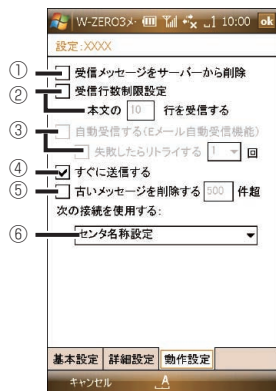 W-ZERO3メ 10:00 ok
設定:XXXX
① 受信メッセージをサーバーから削除
② 受信行数制限設定
本文の 10 行を受信する
③ 自動受信する(Eメール自動受信機能)
失敗したらリトライする 1 回
④ すぐに送信する
⑤ 古いメッセージを削除する 500 件超
次の接続を使用する:
⑥ センタ名称設定
基本設定 詳細設定 動作設定
キャンセル A